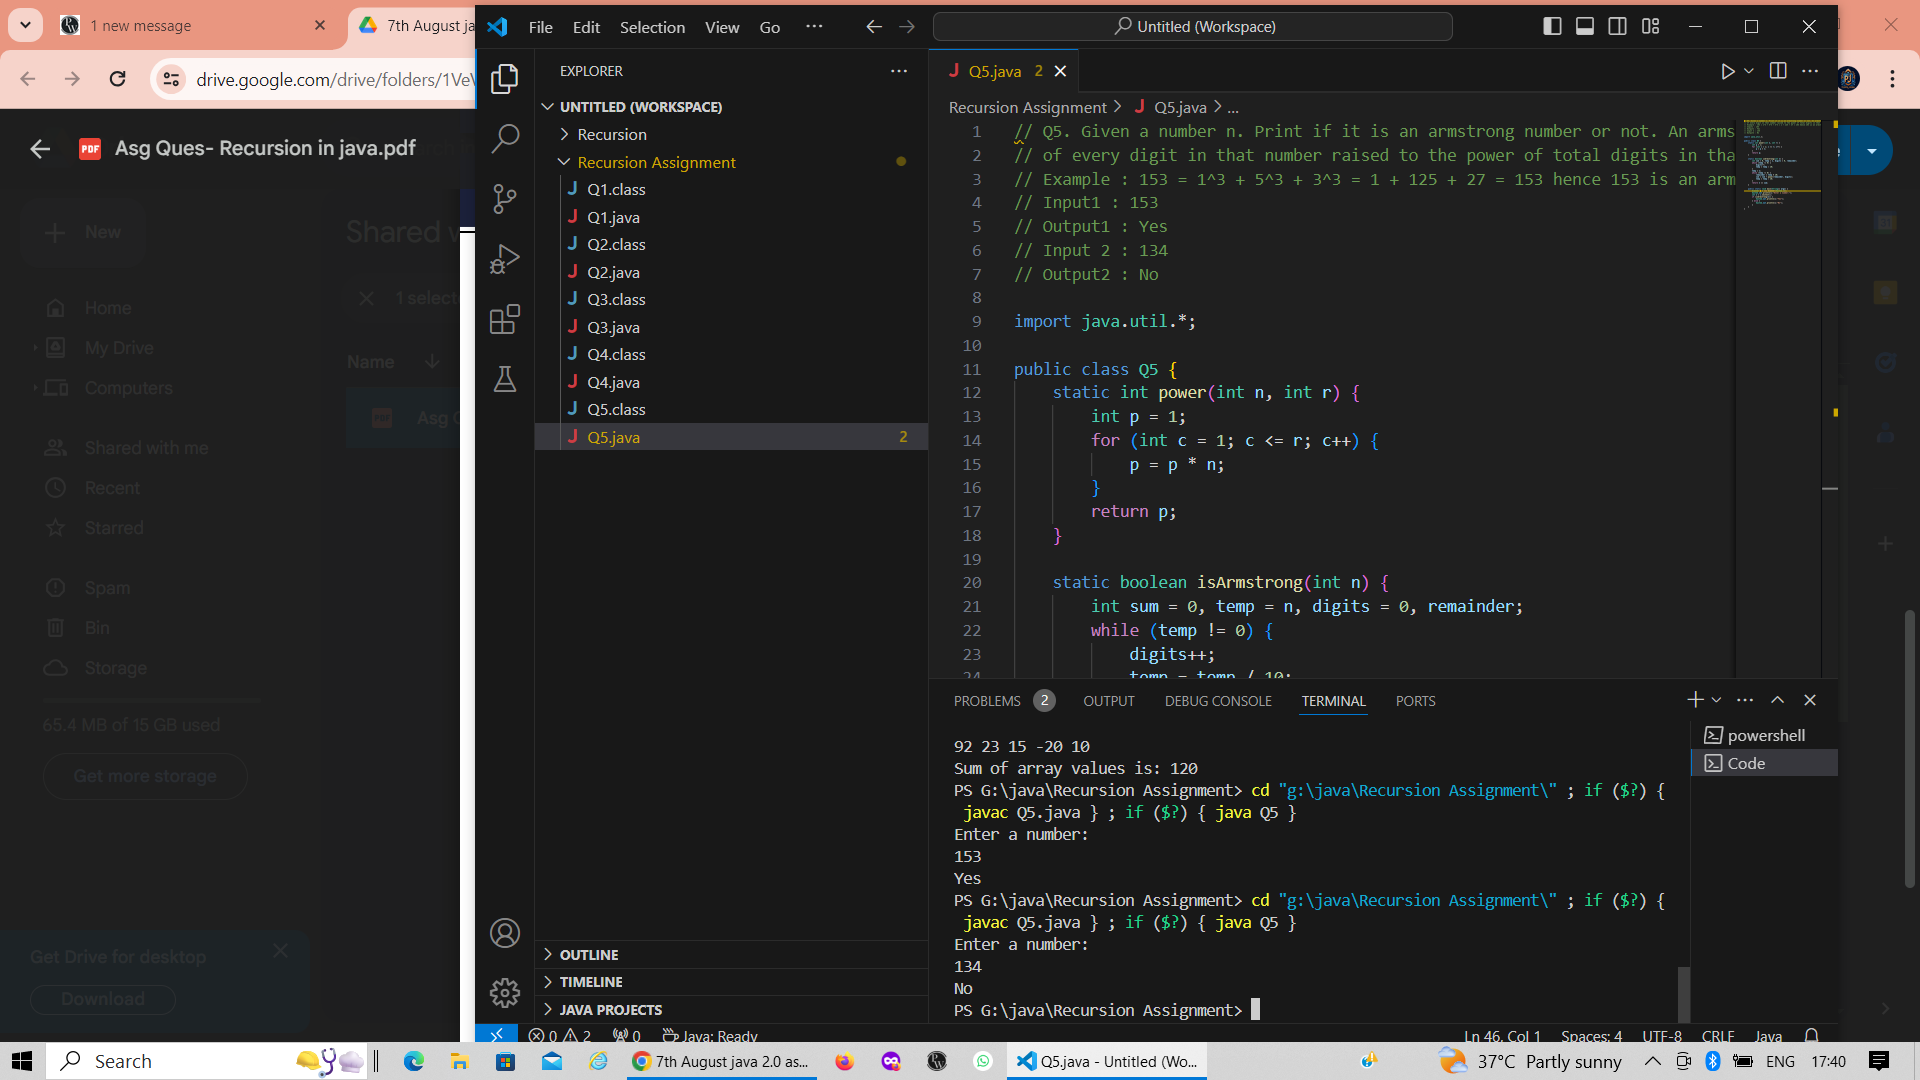 1 new message
7th August ja
File Edit Selection View Go ...
Untitled (Workspace)
drive.google.com/drive/folders/1Ve
PDF Asg Ques- Recursion in java.pdf
New
Home
My Drive
Computers
Shared with me
Recent
Starred
Spam
Bin
Storage
65.4 MB of 15 GB used
Get more storage
Get Drive for desktop
Download
Shared
1 select
Name
Asg
EXPLORER
UNTITLED (WORKSPACE)
Recursion
Recursion Assignment
J Q1.class
J Q1.java
J Q2.class
J Q2.java
J Q3.class
J Q3.java
J Q4.class
J Q4.java
J Q5.class
J Q5.java 2
OUTLINE
TIMELINE
JAVA PROJECTS
J Q5.java 2
Recursion Assignment > J Q5.java > ...
1 // Q5. Given a number n. Print if it is an armstrong number or not. An arms
2 // of every digit in that number raised to the power of total digits in tha
3 // Example : 153 = 1^3 + 5^3 + 3^3 = 1 + 125 + 27 = 153 hence 153 is an arm
4 // Input1 : 153
5 // Output1 : Yes
6 // Input 2 : 134
7 // Output2 : No
8
9 import java.util.*;
10
11 public class Q5 {
12 static int power(int n, int r) {
13 int p = 1;
14 for (int c = 1; c <= r; c++) {
15 p = p * n;
16 }
17 return p;
18 }
19
20 static boolean isArmstrong(int n) {
21 int sum = 0, temp = n, digits = 0, remainder;
22 while (temp != 0) {
23 digits++;
24 temp = temp / 10;
PROBLEMS 2 OUTPUT DEBUG CONSOLE TERMINAL PORTS
powershell
Code
92 23 15 -20 10
Sum of array values is: 120
PS G:\java\Recursion Assignment> cd "g:\java\Recursion Assignment\" ; if ($?) {
javac Q5.java } ; if ($?) { java Q5 }
Enter a number:
153
Yes
PS G:\java\Recursion Assignment> cd "g:\java\Recursion Assignment\" ; if ($?) {
javac Q5.java } ; if ($?) { java Q5 }
Enter a number:
134
No
PS G:\java\Recursion Assignment>
0 2 0 Java: Ready
Ln 46, Col 1 Spaces: 4 UTF-8 CRLF Java
Search
7th August java 2.0 as...
Q5.java - Untitled (Wo...
37°C Partly sunny
ENG 17:40